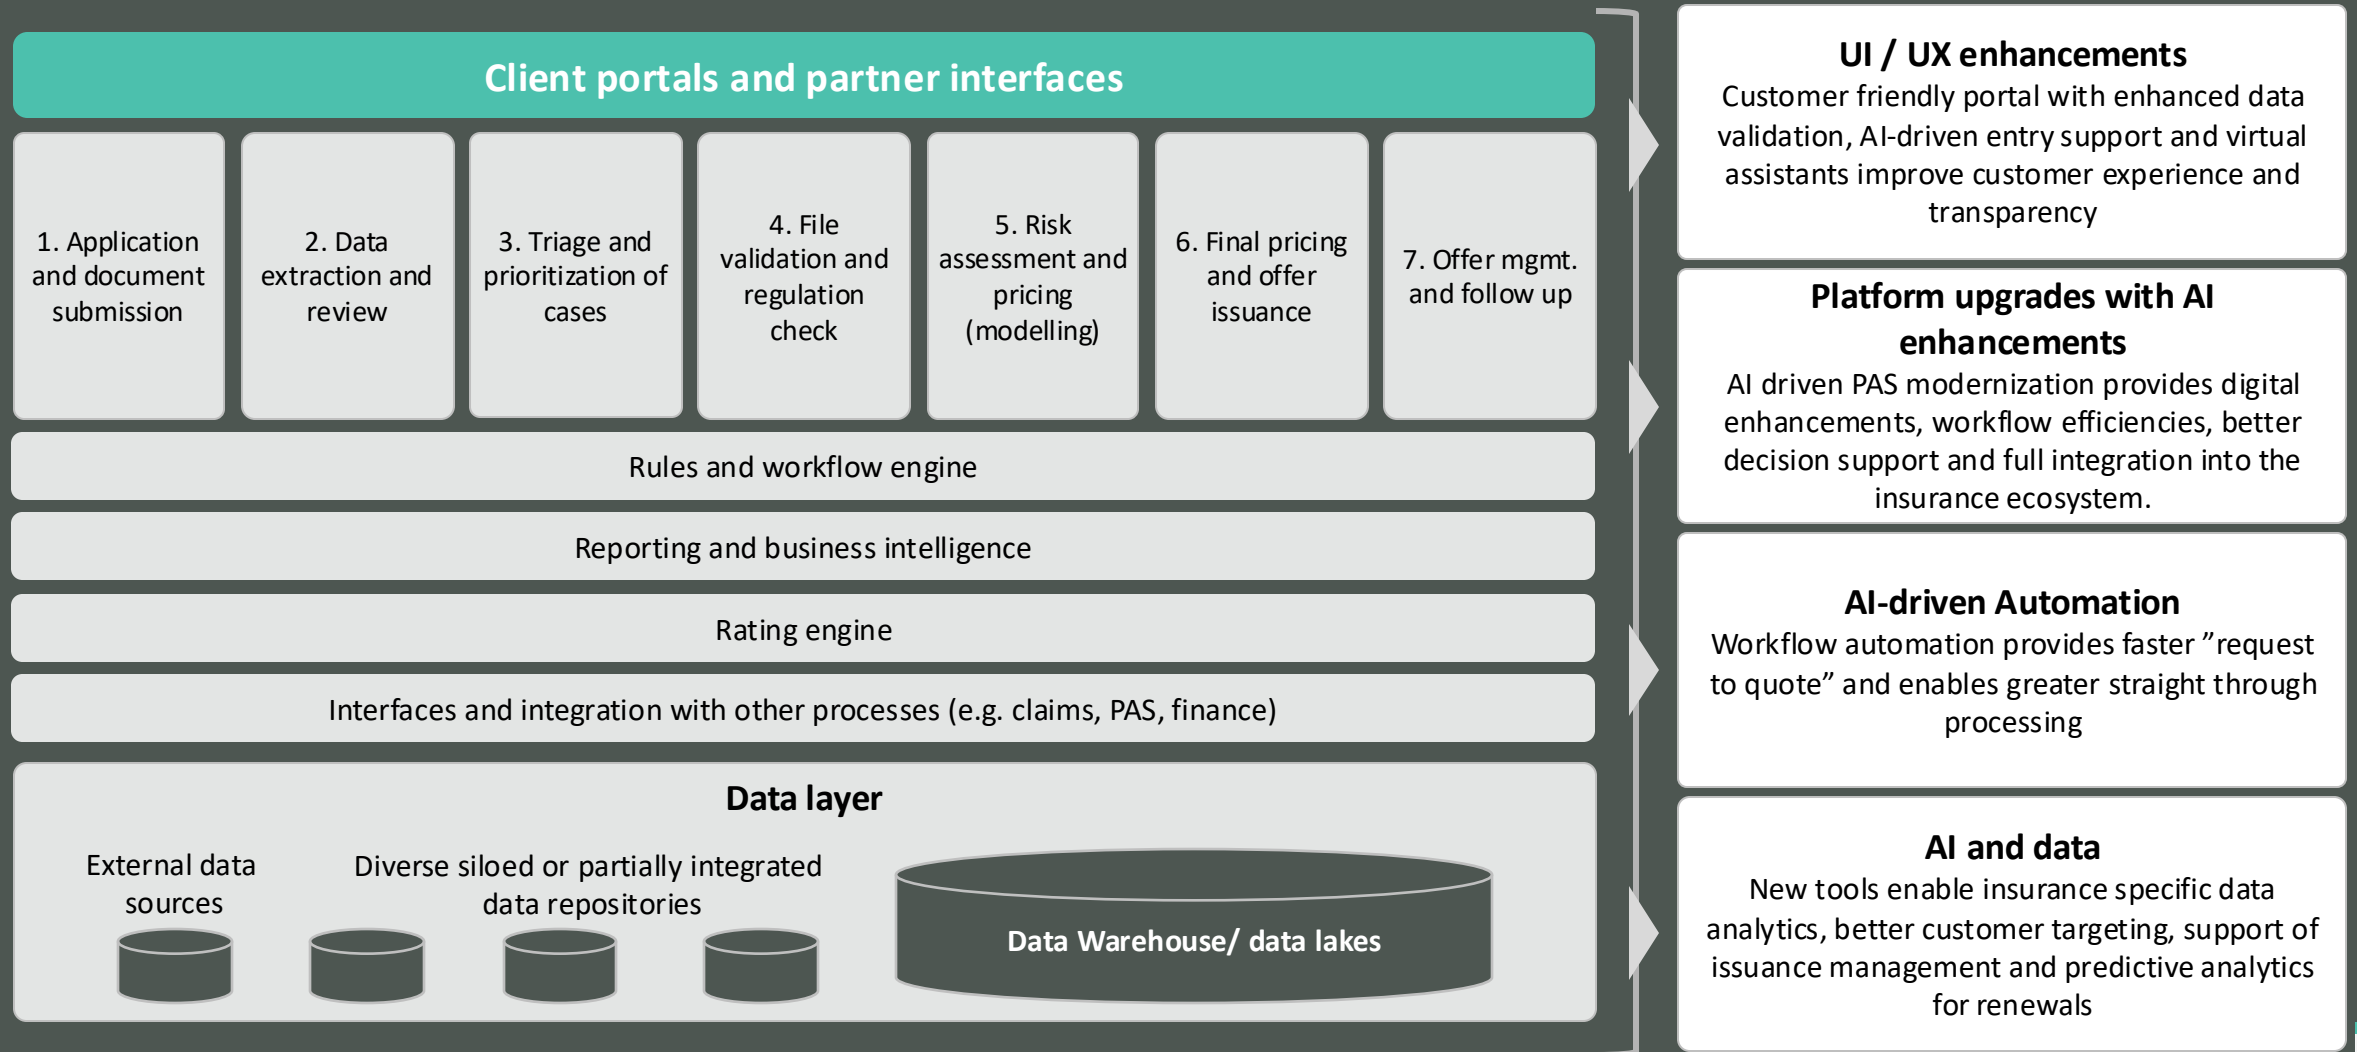 Client portals and partner interfaces
1. Application
and document
submission
2. Data
extraction and
review
3. Triage and
prioritization of
cases
4. File
validation and
regulation
check
5. Risk
assessment and
pricing
(modelling)
6. Final pricing
and offer
issuance
7. Offer mgmt.
and follow up
Rules and workflow engine
Reporting and business intelligence
Rating engine
Interfaces and integration with other processes (e.g. claims, PAS, finance)
Data layer
External data
sources
Diverse siloed or partially integrated
data repositories
Data Warehouse/ data lakes
UI / UX enhancements
Customer friendly portal with enhanced data
validation, AI-driven entry support and virtual
assistants improve customer experience and
transparency
Platform upgrades with AI
enhancements
AI driven PAS modernization provides digital
enhancements, workflow efficiencies, better
decision support and full integration into the
insurance ecosystem.
AI-driven Automation
Workflow automation provides faster ”request
to quote” and enables greater straight through
processing
AI and data
New tools enable insurance specific data
analytics, better customer targeting, support of
issuance management and predictive analytics
for renewals